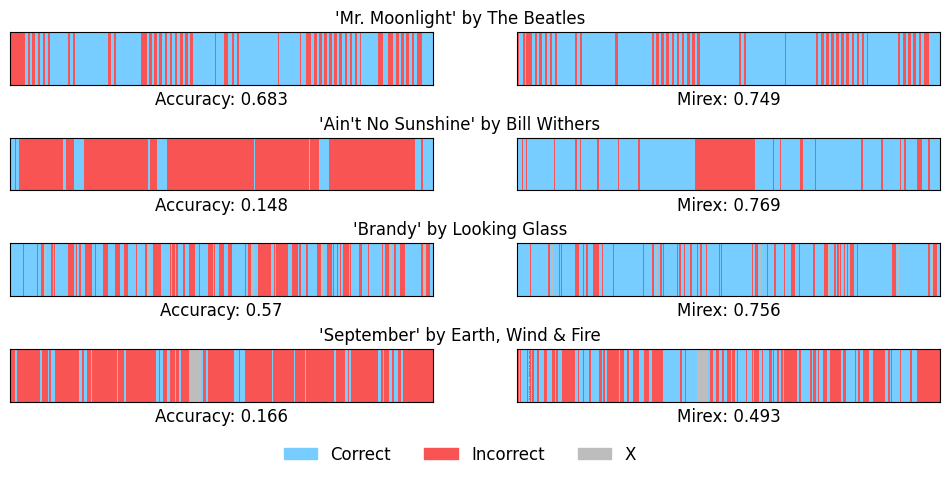 'Mr. Moonlight' by The Beatles
Accuracy: 0.683 Mirex: 0.749
'Ain't No Sunshine' by Bill Withers
Accuracy: 0.148 Mirex: 0.769
'Brandy' by Looking Glass
Accuracy: 0.57 Mirex: 0.756
'September' by Earth, Wind & Fire
Accuracy: 0.166 Mirex: 0.493
Correct Incorrect X